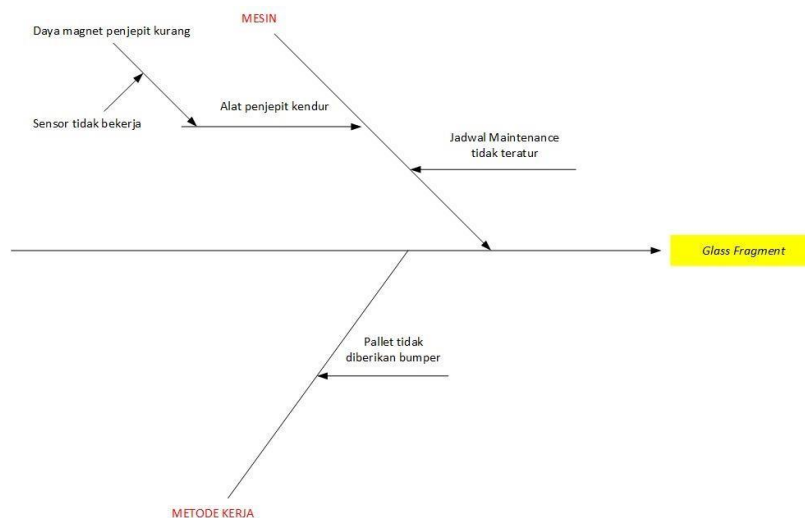 MESIN
Daya magnet penjepit kurang
Alat penjepit kendur
Sensor tidak bekerja
Jadwal Maintenance
tidak teratur
Glass Fragment
Pallet tidak
diberikan bumper
METODE KERJA